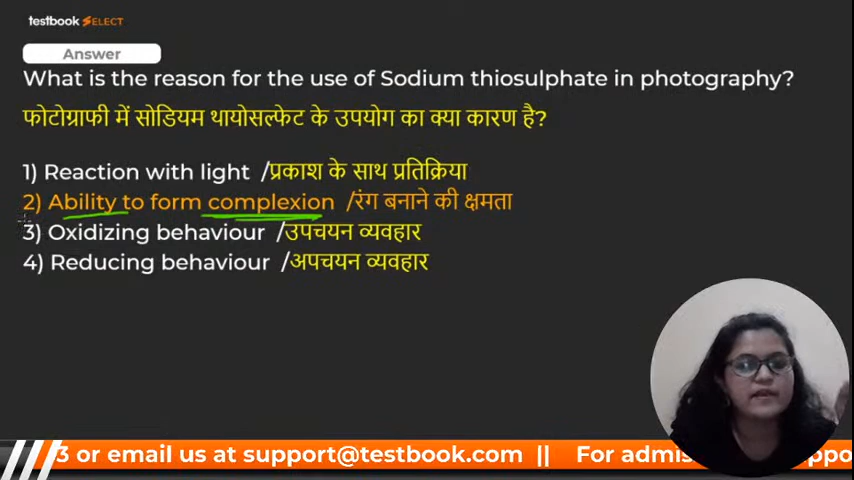 testbook SELECT
Answer
What is the reason for the use of Sodium thiosulphate in photography?
फोटोग्राफी में सोडियम थायोसल्फेट के उपयोग का क्या कारण है?
1) Reaction with light /प्रकाश के साथ प्रतिक्रिया
2) Ability to form complexion /रंग बनाने की क्षमता
3) Oxidizing behaviour /उपचयन व्यवहार
4) Reducing behaviour /अपचयन व्यवहार
3 or email us at support@testbook.com || For admis